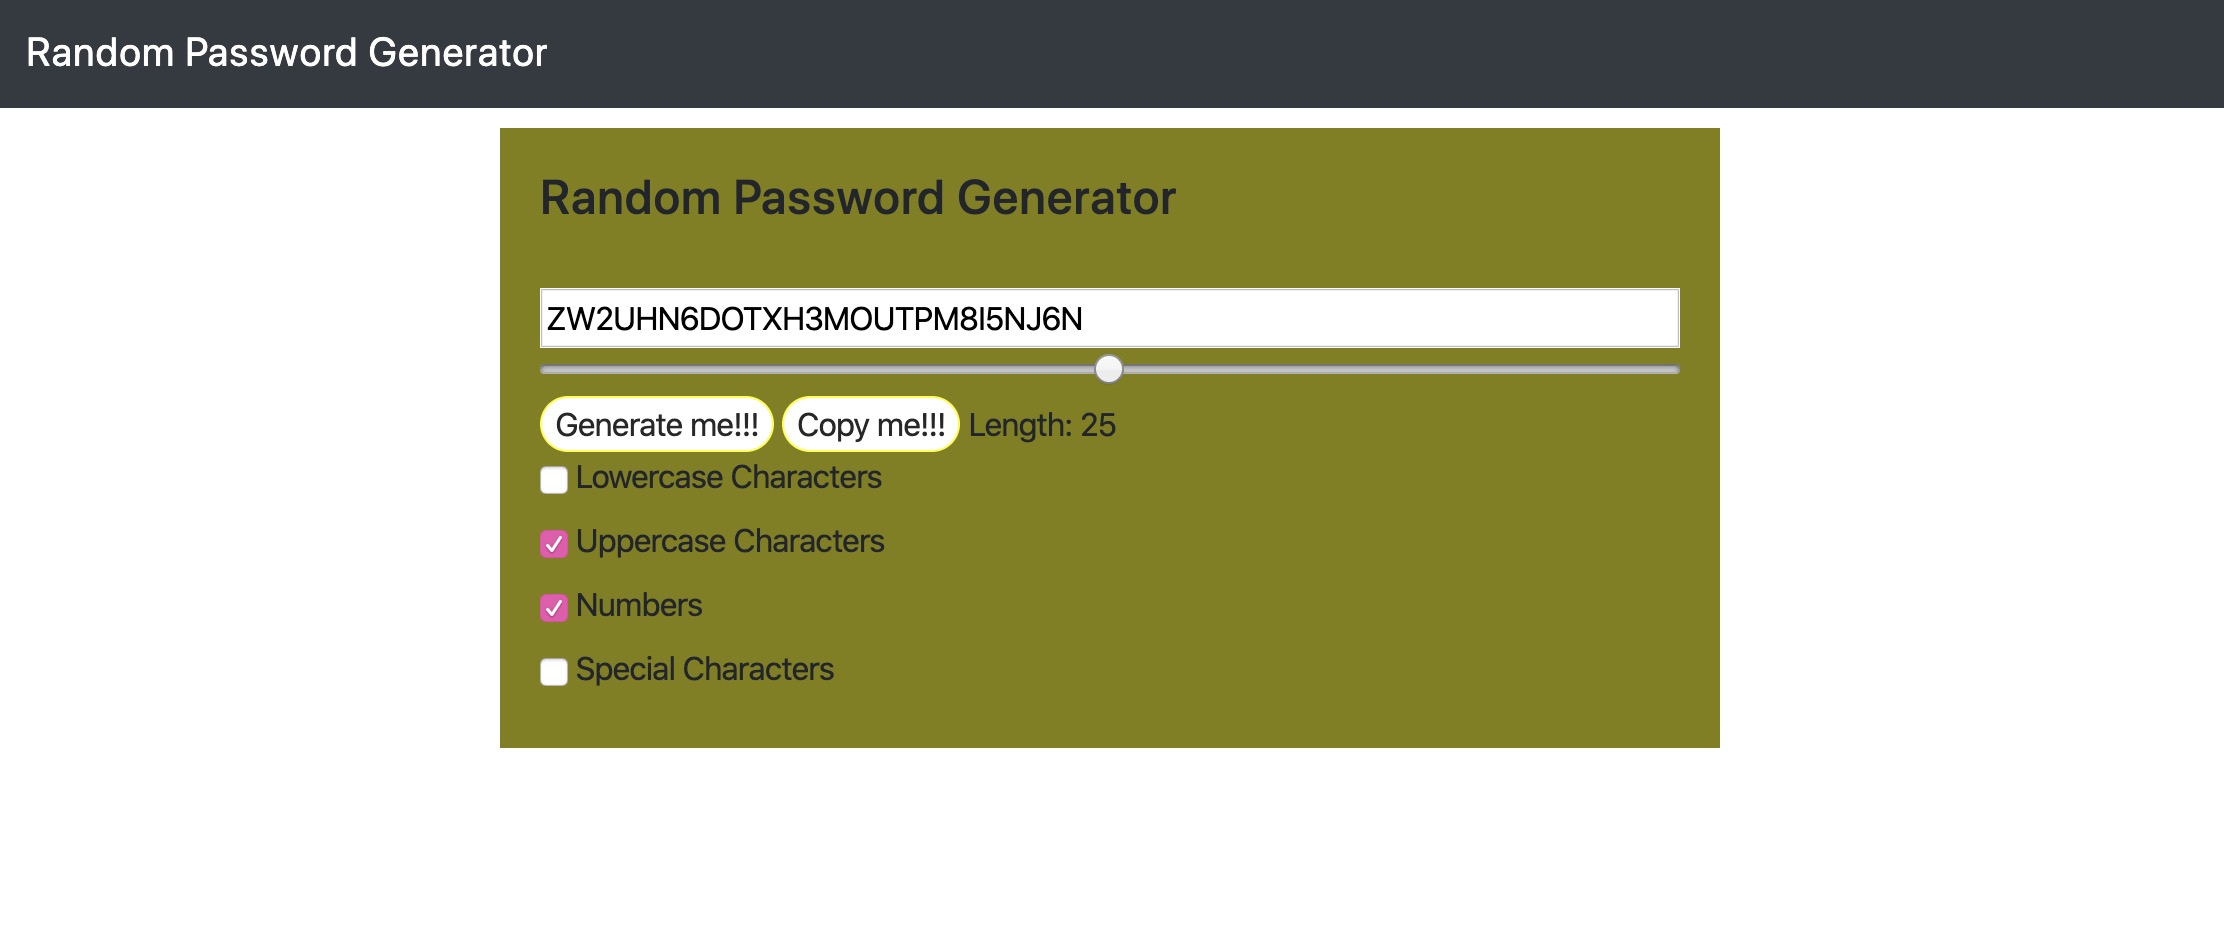 Random Password Generator
Random Password Generator
ZW2UHN6DOTXH3MOUTPM8I5NJ6N
Generate me!!! Copy me!!! Length: 25
Lowercase Characters
Uppercase Characters
Numbers
Special Characters